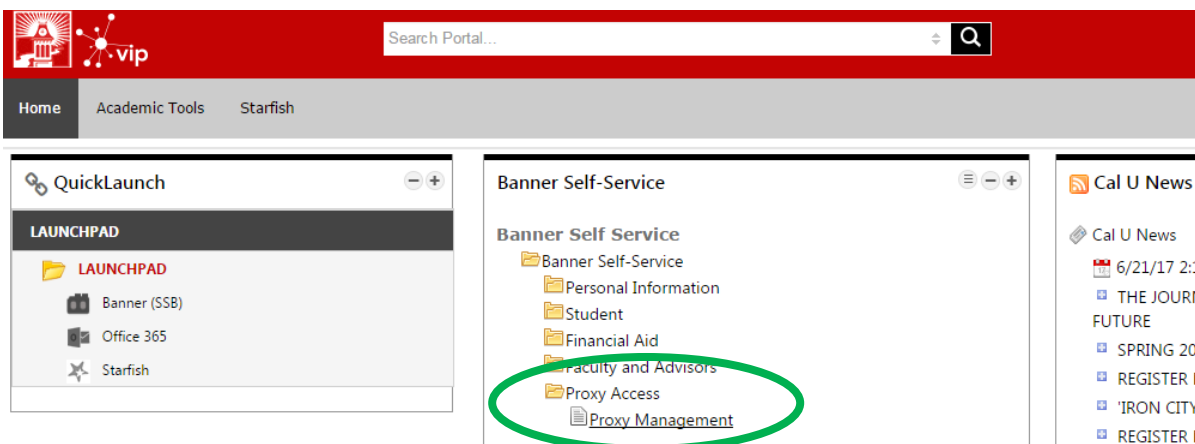 vip
Search Portal...
Home
Academic Tools
Starfish
QuickLaunch
LAUNCHPAD
LAUNCHPAD
Banner (SSB)
Office 365
Starfish
Banner Self-Service
Banner Self Service
Banner Self-Service
Personal Information
Student
Financial Aid
Faculty and Advisors
Proxy Access
Proxy Management
Cal U News
Cal U News
6/21/17
THE
FUTURE
SPRING
REGISTER
'IRON CITY
REGISTER